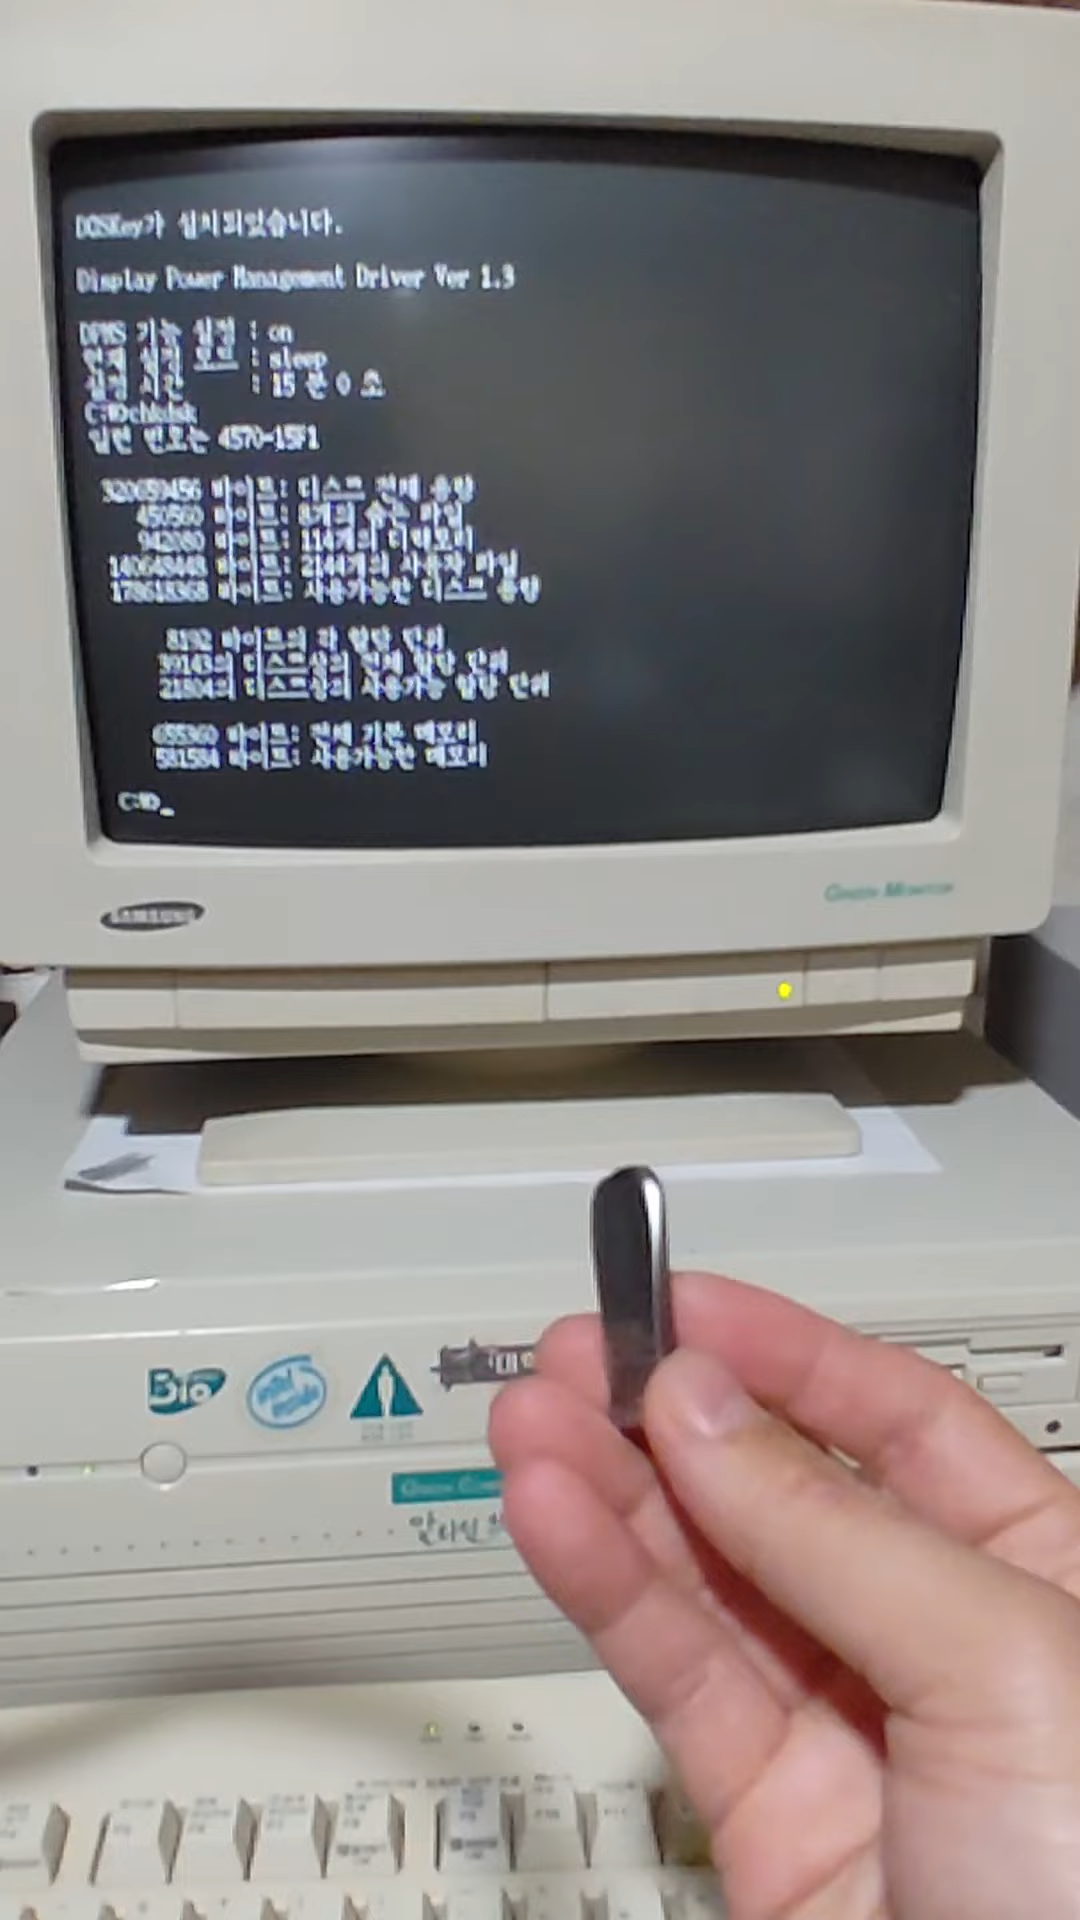 DOSKey가 설치되었습니다.
Display Power Management Driver Ver 1.3
DPMS 기능 설정 : on
현재 설정 모드 : sleep
설정 시간 : 15 분 0 초
C:\>chkdsk
일련 번호는 4570-15F1
320659456 바이트: 디스크 전체 용량
450560 바이트: 8개의 숨은 파일
942080 바이트: 114개의 디렉토리
140648448 바이트: 2144개의 사용자 파일
178618368 바이트: 사용가능한 디스크 용량
8192 바이트의 각 할당 단위
39143의 디스크상의 전체 할당 단위
21804의 디스크상의 사용가능 할당 단위
655360 바이트: 전체 기본 메모리
581584 바이트: 사용가능한 메모리
C:\>_
SAMSUNG
Green Monitor
Bio
intel inside
Green